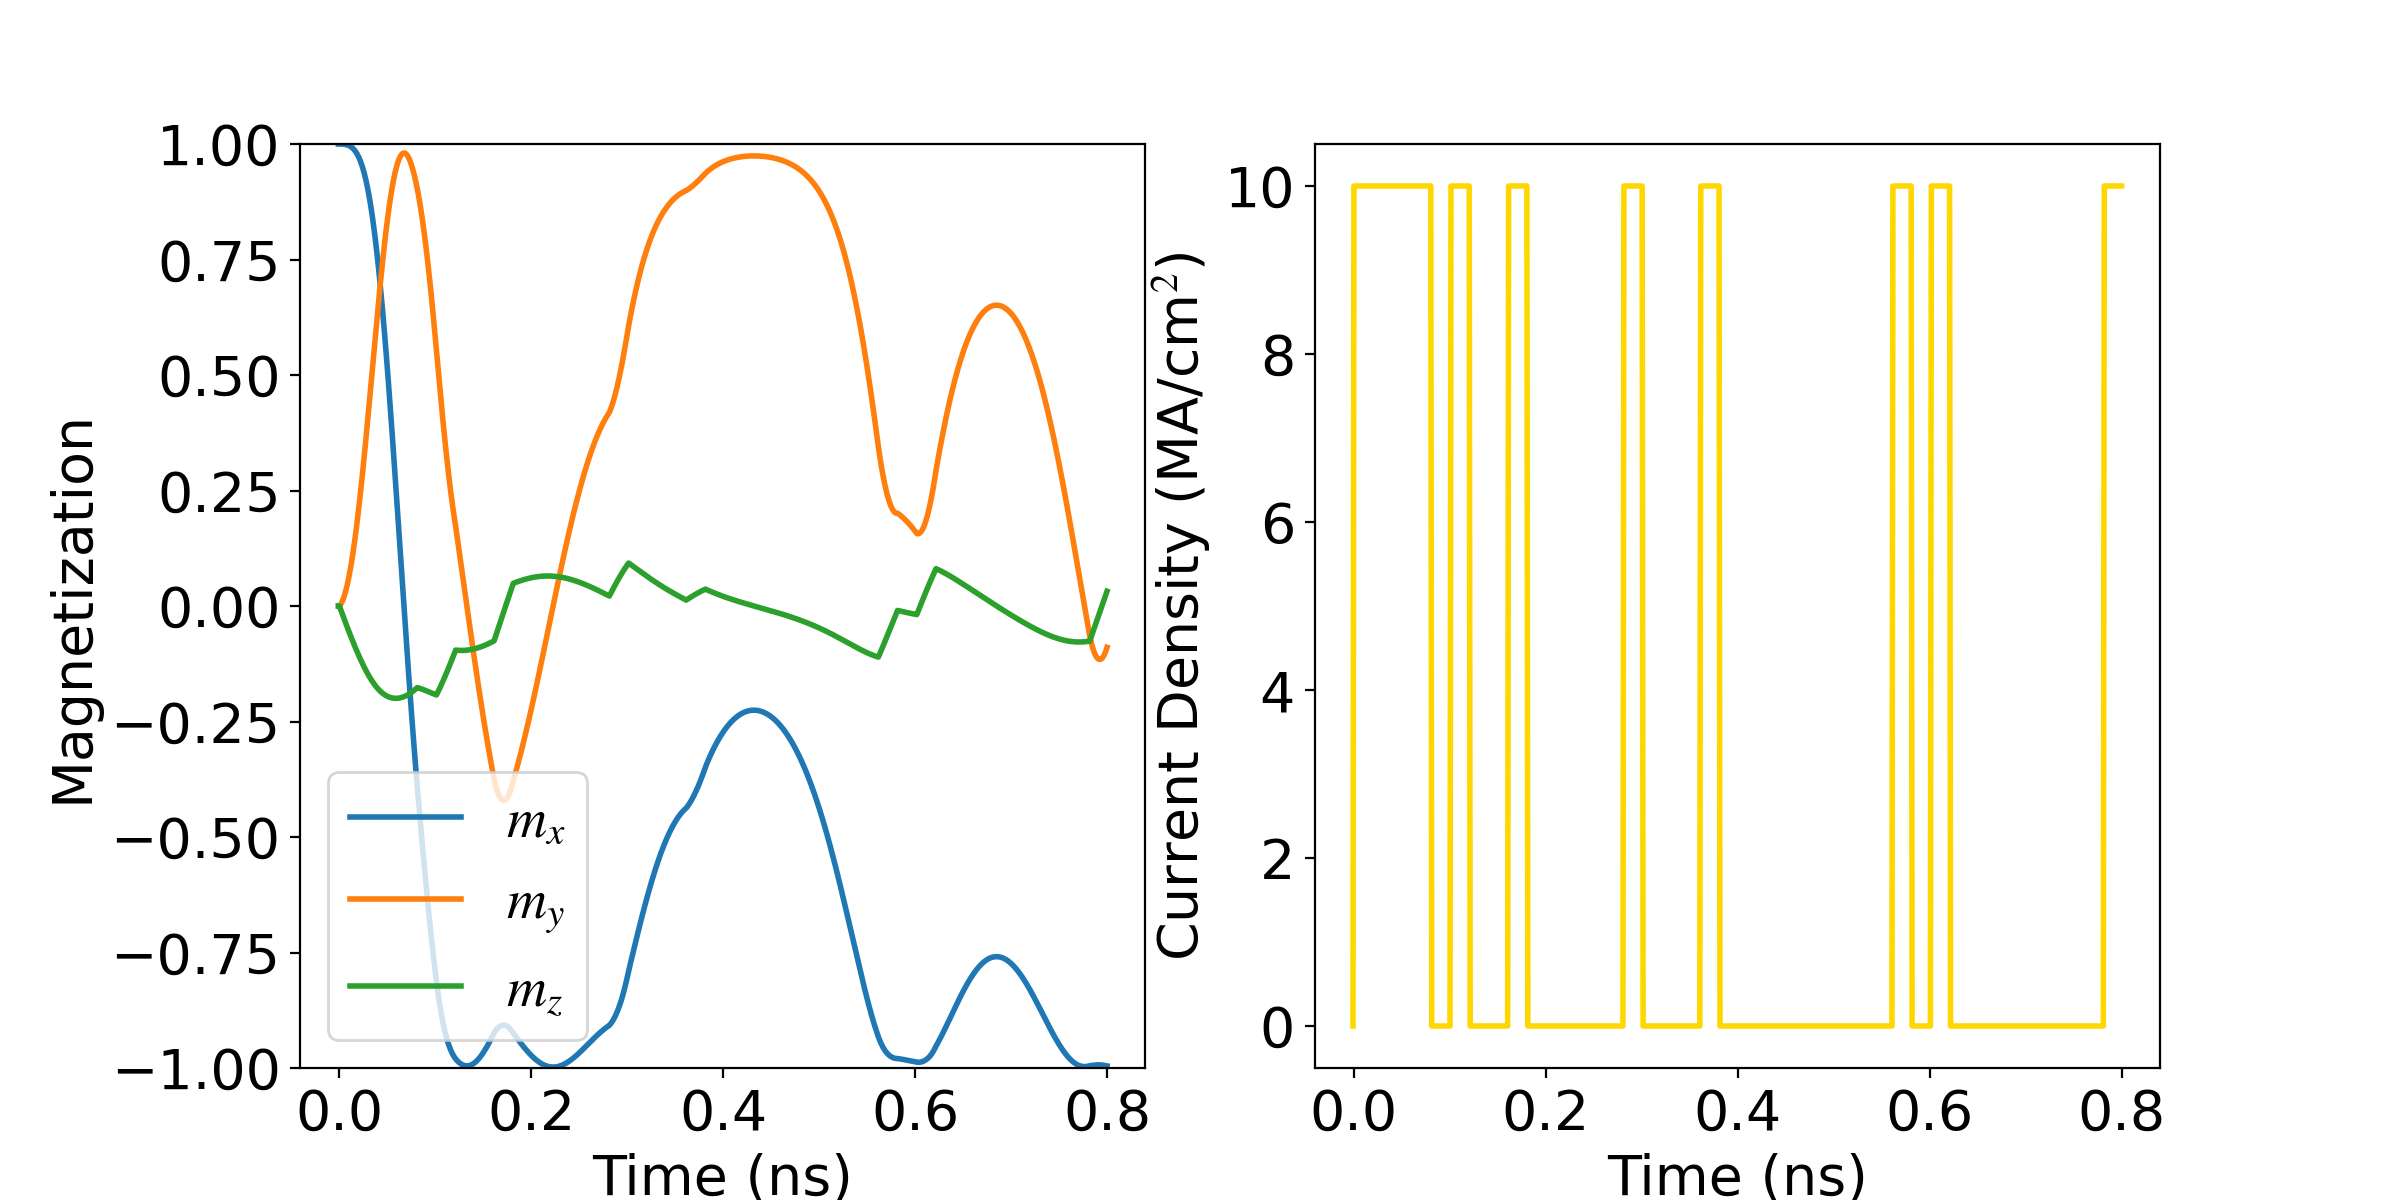 Magnetization
1.00
0.75
0.50
0.25
0.00
−0.25
−0.50
−0.75
−1.00
m_x
m_y
m_z
0.0 0.2 0.4 0.6 0.8
Time (ns)
Current Density (MA/cm²)
10
8
6
4
2
0
0.0 0.2 0.4 0.6 0.8
Time (ns)